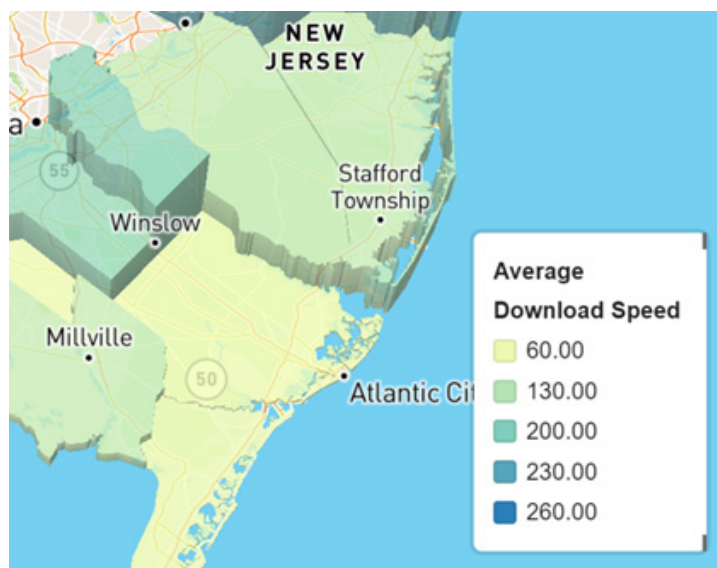 NEW
JERSEY
a
55
Stafford
Township
Winslow
Millville
50
Atlantic Cit
Average
Download Speed
60.00
130.00
200.00
230.00
260.00